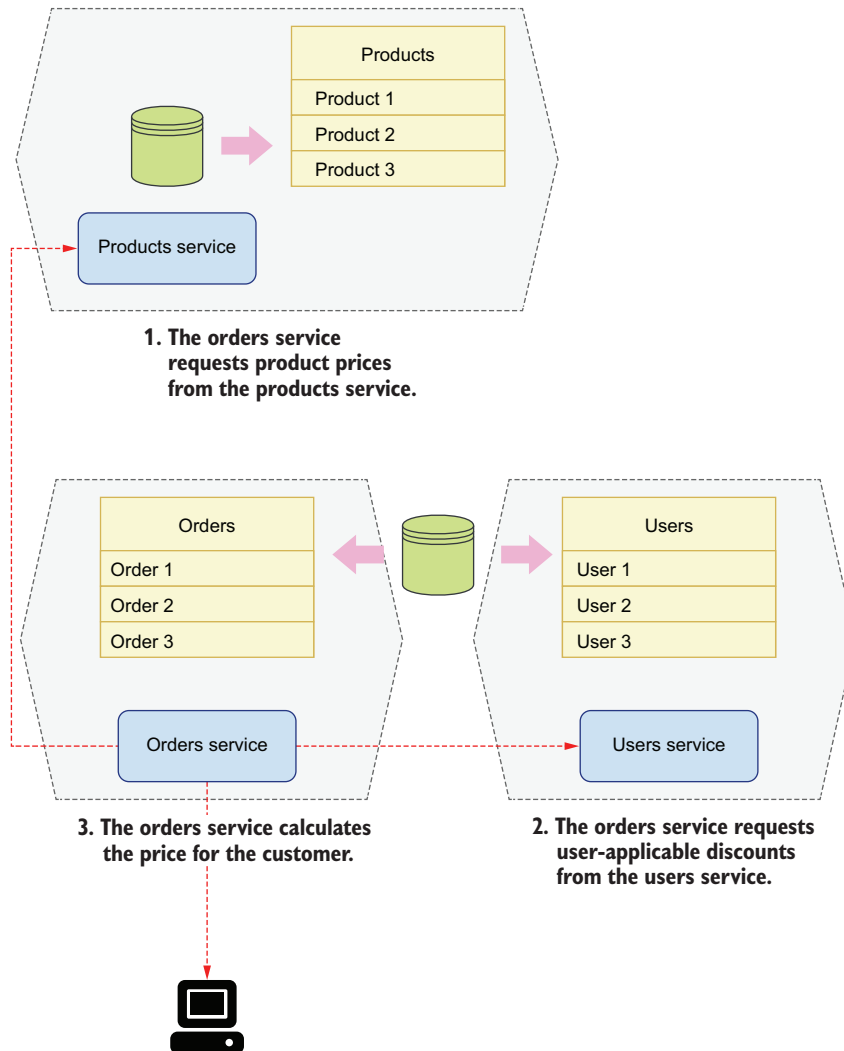 Products
Product 1
Product 2
Product 3
Products service
1. The orders service
requests product prices
from the products service.
Orders
Order 1
Order 2
Order 3
Orders service
Users
User 1
User 2
User 3
Users service
3. The orders service calculates
the price for the customer.
2. The orders service requests
user-applicable discounts
from the users service.